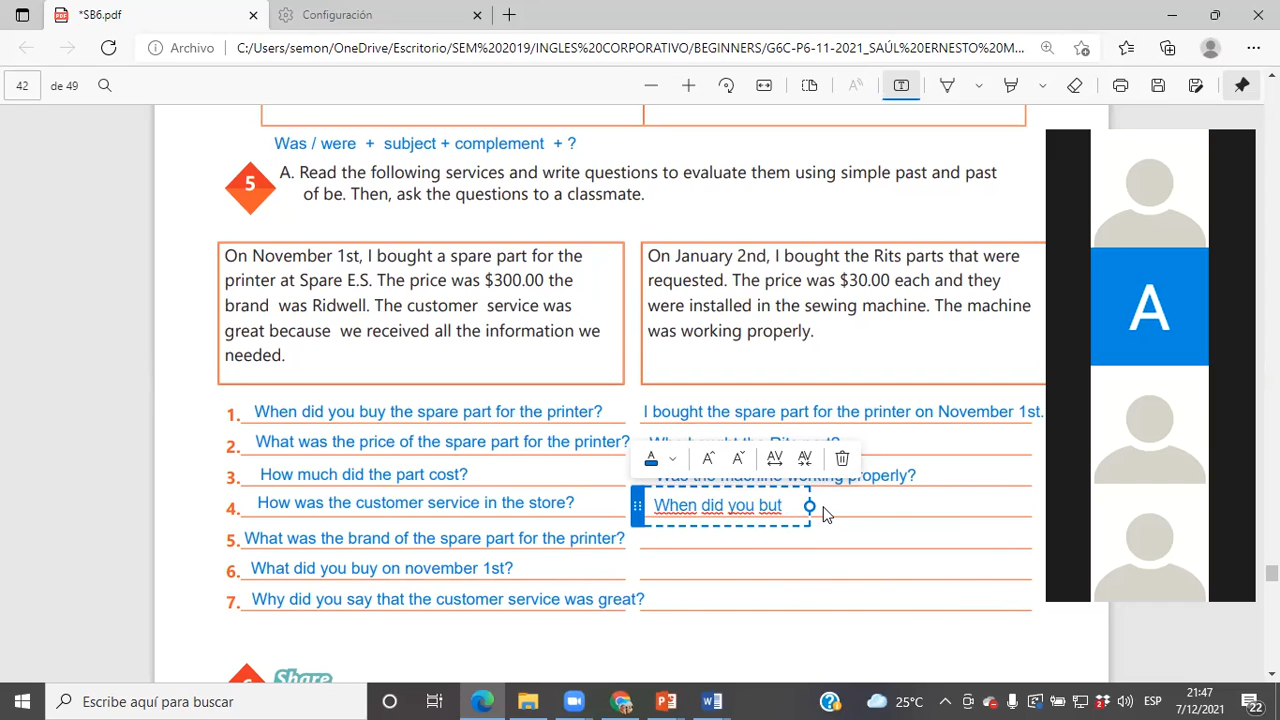 *SB6.pdf
Configuración
Archivo
C:/Users/semon/OneDrive/Escritorio/SEM%202019/INGLES%20CORPORATIVO/BEGINNERS/G6C-P6-11-2021_SAÚL%20ERNESTO%20M...
42 de 49
Was / were + subject + complement + ?
5 A. Read the following services and write questions to evaluate them using simple past and past
of be. Then, ask the questions to a classmate.
On November 1st, I bought a spare part for the
printer at Spare E.S. The price was $300.00 the
brand was Ridwell. The customer service was
great because we received all the information we
needed.
On January 2nd, I bought the Rits parts that were
requested. The price was $30.00 each and they
were installed in the sewing machine. The machine
was working properly.
A
1. When did you buy the spare part for the printer?
I bought the spare part for the printer on November 1st.
2. What was the price of the spare part for the printer?
3. How much did the part cost?
Was the machine working properly?
4. How was the customer service in the store?
When did you but
5. What was the brand of the spare part for the printer?
6. What did you buy on november 1st?
7. Why did you say that the customer service was great?
Share
Escribe aquí para buscar
25°C
ESP
21:47
7/12/2021
22